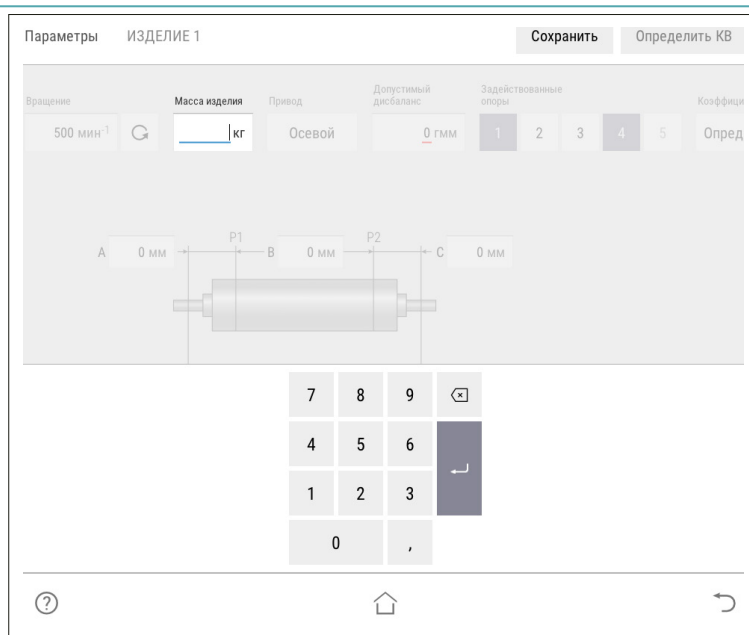 Параметры ИЗДЕЛИЕ 1 Сохранить Определить КВ
Вращение Масса изделия Привод Допустимый дисбаланс Задействованные опоры Коэффици
500 мин⁻¹ кг Осевой 0 гмм 1 2 3 4 5 Опред
P1 P2
A 0 мм B 0 мм C 0 мм
7 8 9
4 5 6
1 2 3
0 ,
?